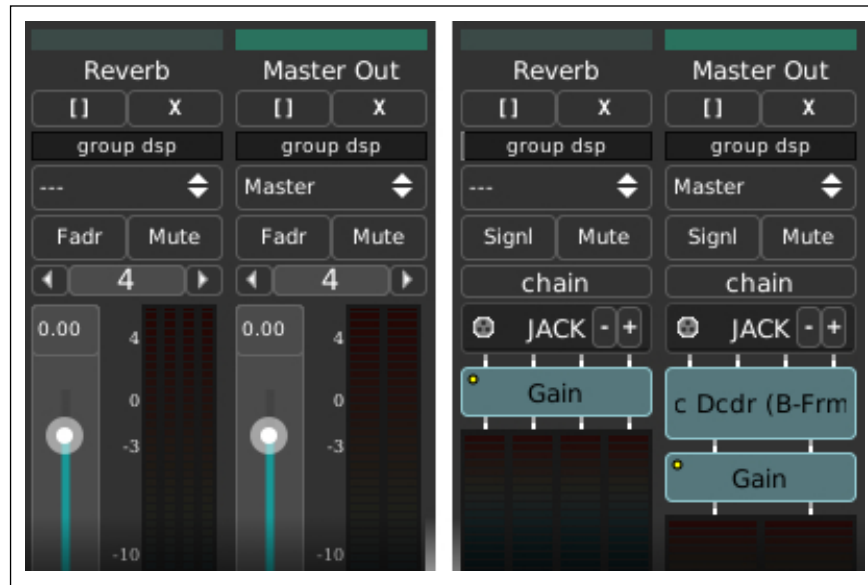 Reverb
[] X
group dsp
---
Fadr Mute
4
0.00
4
0
-3
-10
Master Out
[] X
group dsp
Master
Fadr Mute
4
0.00
4
0
-3
-10
Reverb
[] X
group dsp
---
Signl Mute
chain
JACK - +
Gain
Master Out
[] X
group dsp
Master
Signl Mute
chain
JACK - +
c Dcdr (B-Frm
Gain